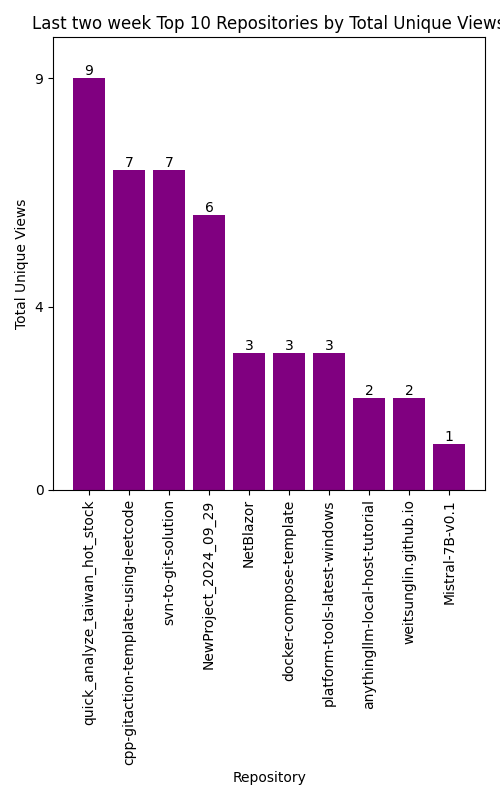 Last two week Top 10 Repositories by Total Unique Views
Total Unique Views
9
4
0
9
7
7
6
3
3
3
2
2
1
quick_analyze_taiwan_hot_stock
cpp-gitaction-template-using-leetcode
svn-to-git-solution
NewProject_2024_09_29
NetBlazor
docker-compose-template
platform-tools-latest-windows
anythingllm-local-host-tutorial
weitsunglin.github.io
Mistral-7B-v0.1
Repository